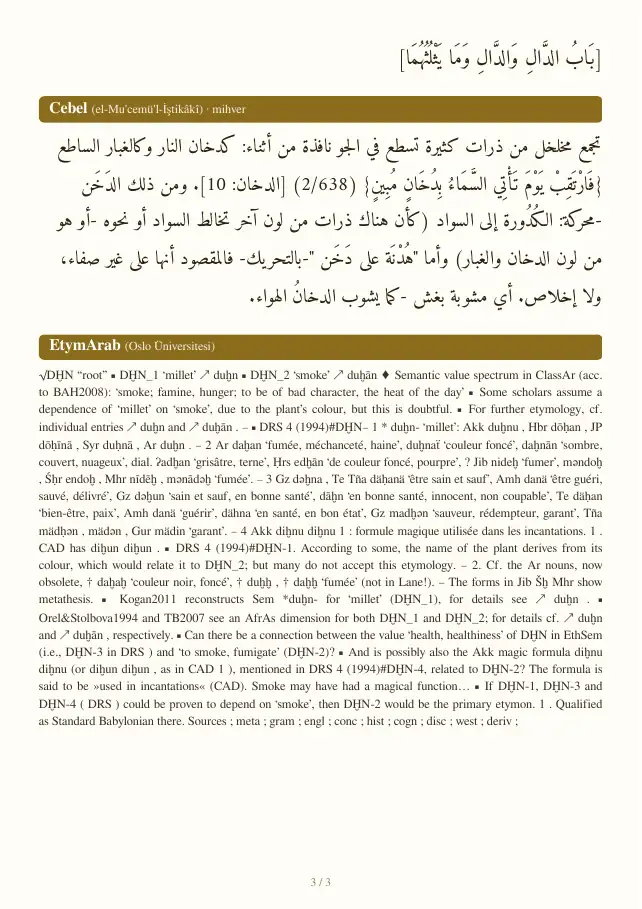 [بَابُ الدَّالِ وَالدَّالِ وَمَا يَثْلُثُهُمَا]
Cebel (el-Mu'cemü'l-İştikâkî) · mihver
تجمع مخلخل من ذرات كثيرة تسطع في الجو نافذة من أثناء: كدخان النار وكالغبار الساطع
{فَارْتَقِبْ يَوْمَ تَأْتِي السَّمَاءُ بِدُخَانٍ مُبِينٍ} (2/638) [الدخان: 10]. ومن ذلك الدَخَن
-محركة: الكُدُورة إلى السواد (كأن هناك ذرات من لون آخر تخالط السواد أو نحوه -أو هو
من لون الدخان والغبار) وأما "هُدْنَة على دَخَن "-بالتحريك- فالمقصود أنها على غير صفاء،
ولا إخلاص. أي مشوبة بغش -كما يشوب الدخانُ الهواء.
EtymArab (Oslo Üniversitesi)
√DḪN “root” ▪ DḪN_1 ‘millet’ ↗ duḫn ▪ DḪN_2 ‘smoke’ ↗ duḫān ♦ Semantic value spectrum in ClassAr (acc.
to BAH2008): ‘smoke; famine, hunger; to be of bad character, the heat of the day’ ▪ Some scholars assume a
dependence of ‘millet’ on ‘smoke’, due to the plant’s colour, but this is doubtful. ▪ For further etymology, cf.
individual entries ↗ duḫn and ↗ duḫān . – ▪ DRS 4 (1994)#DḪN– 1 * duḫn- ‘millet’: Akk duḫnu , Hbr dōḥan , JP
dōḥīnā , Syr duḥnā , Ar duḫn . – 2 Ar daḫan ‘fumée, méchanceté, haine’, duḫnaẗ ‘couleur foncé’, daḫnān ‘sombre,
couvert, nuageux’, dial. ʔadḫan ‘grisâtre, terne’, Ḥrs edḫān ‘de couleur foncé, pourpre’, ? Jib nideḫ ‘fumer’, məndoḫ
, Śḥr endoḫ , Mhr nīdēḫ , mənādəḫ ‘fumée’. – 3 Gz dəḫna , Te Tña däḥanä ‘être sain et sauf’, Amh danä ‘être guéri,
sauvé, délivré’, Gz dəḫun ‘sain et sauf, en bonne santé’, däḫn ‘en bonne santé, innocent, non coupable’, Te däḥan
‘bien-être, paix’, Amh danä ‘guérir’, dähna ‘en santé, en bon état’, Gz madḫən ‘sauveur, rédempteur, garant’, Tña
mädḥən , mädən , Gur mädin ‘garant’. – 4 Akk diḫnu diḫnu 1 : formule magique utilisée dans les incantations. 1 .
CAD has diḫun diḫun . ▪ DRS 4 (1994)#DḪN-1. According to some, the name of the plant derives from its
colour, which would relate it to DḪN_2; but many do not accept this etymology. – 2. Cf. the Ar nouns, now
obsolete, † daḫaḫ ‘couleur noir, foncé’, † duḫḫ , † daḫḫ ‘fumée’ (not in Lane!). – The forms in Jib Šḫ Mhr show
metathesis. ▪ Kogan2011 reconstructs Sem *duḫn- for ‘millet’ (DḪN_1), for details see ↗ duḫn . ▪
Orel&Stolbova1994 and TB2007 see an AfrAs dimension for both DḪN_1 and DḪN_2; for details cf. ↗ duḫn
and ↗ duḫān , respectively. ▪ Can there be a connection between the value ‘health, healthiness’ of DḪN in EthSem
(i.e., DḪN-3 in DRS ) and ‘to smoke, fumigate’ (DḪN-2)? ▪ And is possibly also the Akk magic formula diḫnu
diḫnu (or diḫun diḫun , as in CAD 1 ), mentioned in DRS 4 (1994)#DḪN-4, related to DḪN-2? The formula is
said to be »used in incantations« (CAD). Smoke may have had a magical function… ▪ If DḪN-1, DḪN-3 and
DḪN-4 ( DRS ) could be proven to depend on ‘smoke’, then DḪN-2 would be the primary etymon. 1 . Qualified
as Standard Babylonian there. Sources ; meta ; gram ; engl ; conc ; hist ; cogn ; disc ; west ; deriv ;
3 / 3